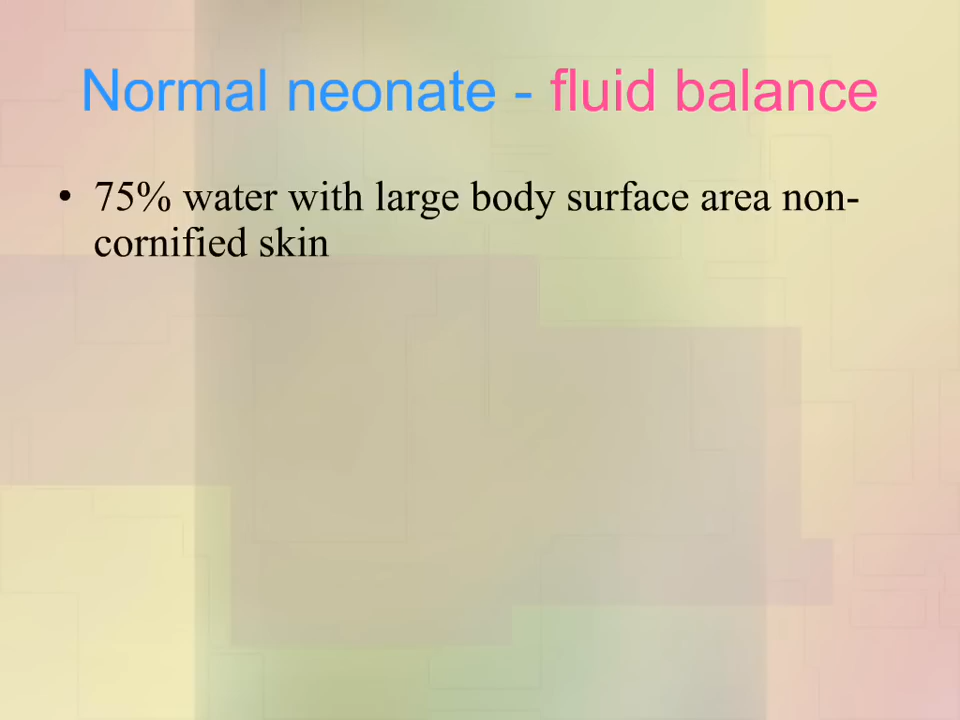 Normal neonate - fluid balance
• 75% water with large body surface area non-
cornified skin